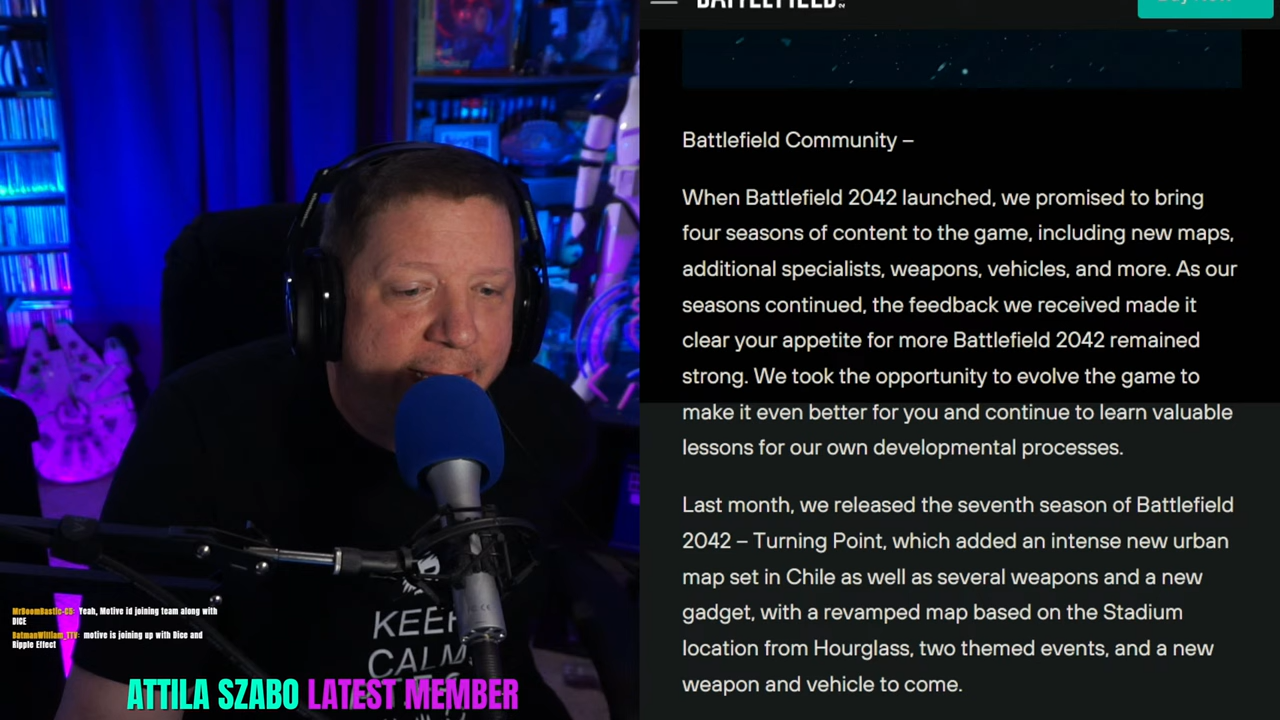 BATTLEFIELD
Buy Now
Battlefield Community –
When Battlefield 2042 launched, we promised to bring
four seasons of content to the game, including new maps,
additional specialists, weapons, vehicles, and more. As our
seasons continued, the feedback we received made it
clear your appetite for more Battlefield 2042 remained
strong. We took the opportunity to evolve the game to
make it even better for you and continue to learn valuable
lessons for our own developmental processes.
Last month, we released the seventh season of Battlefield
2042 – Turning Point, which added an intense new urban
map set in Chile as well as several weapons and a new
gadget, with a revamped map based on the Stadium
location from Hourglass, two themed events, and a new
weapon and vehicle to come.
KEEP
CALM
MrBoomBastic-C5: Yeah, Motive id joining team along with
DICE
BatmanWilliam_TTV: motive is joining up with Dice and
Ripple Effect
ATTILA SZABO LATEST MEMBER